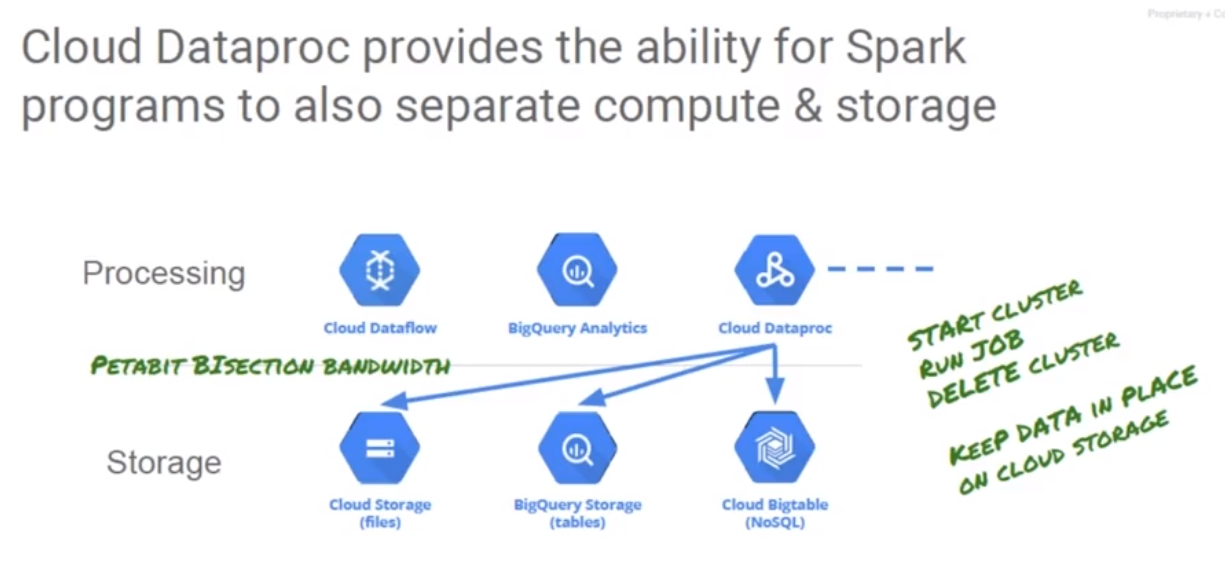 Proprietary + Co
Cloud Dataproc provides the ability for Spark
programs to also separate compute & storage
Processing
Cloud Dataflow
BigQuery Analytics
Cloud Dataproc
PETABIT BISECTION BANDWIDTH
START CLUSTER
RUN JOB
DELETE CLUSTER
KEEP DATA IN PLACE
ON CLOUD STORAGE
Storage
Cloud Storage
(files)
BigQuery Storage
(tables)
Cloud Bigtable
(NoSQL)